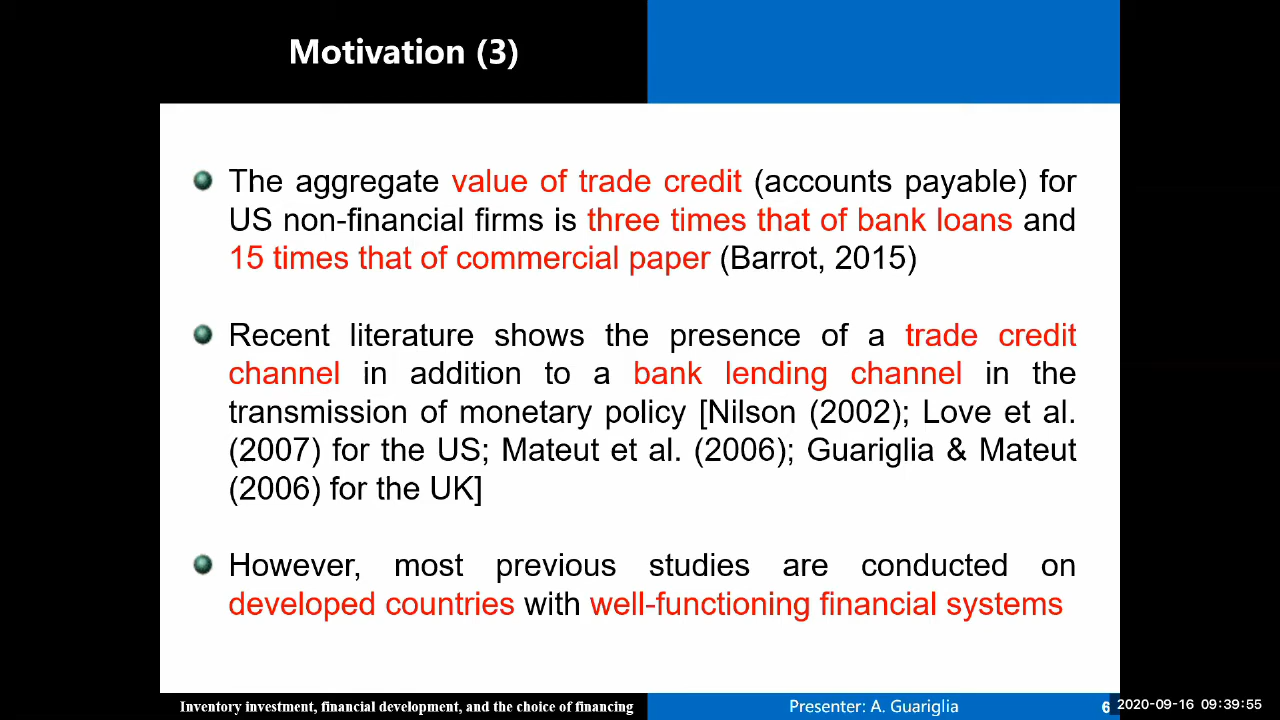 Motivation (3)
The aggregate value of trade credit (accounts payable) for
US non-financial firms is three times that of bank loans and
15 times that of commercial paper (Barrot, 2015)
Recent literature shows the presence of a trade credit
channel in addition to a bank lending channel in the
transmission of monetary policy [Nilson (2002); Love et al.
(2007) for the US; Mateut et al. (2006); Guariglia & Mateut
(2006) for the UK]
However, most previous studies are conducted on
developed countries with well-functioning financial systems
Inventory investment, financial development, and the choice of financing
Presenter: A. Guariglia
6
2020-09-16 09:39:55